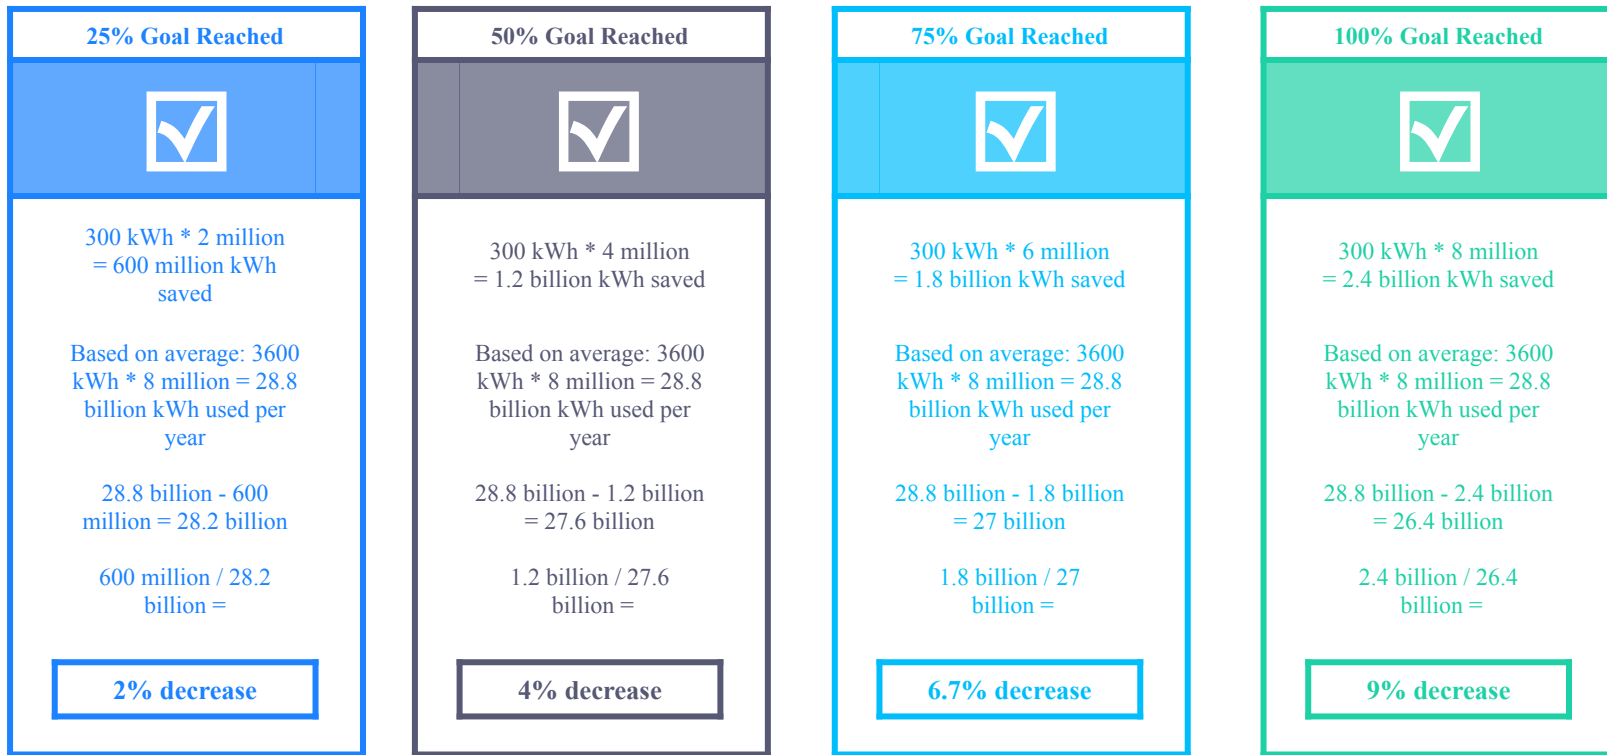 25% Goal Reached
300 kWh * 2 million
= 600 million kWh
saved
Based on average: 3600
kWh * 8 million = 28.8
billion kWh used per
year
28.8 billion - 600
million = 28.2 billion
600 million / 28.2
billion =
2% decrease
50% Goal Reached
300 kWh * 4 million
= 1.2 billion kWh saved
Based on average: 3600
kWh * 8 million = 28.8
billion kWh used per
year
28.8 billion - 1.2 billion
= 27.6 billion
1.2 billion / 27.6
billion =
4% decrease
75% Goal Reached
300 kWh * 6 million
= 1.8 billion kWh saved
Based on average: 3600
kWh * 8 million = 28.8
billion kWh used per
year
28.8 billion - 1.8 billion
= 27 billion
1.8 billion / 27
billion =
6.7% decrease
100% Goal Reached
300 kWh * 8 million
= 2.4 billion kWh saved
Based on average: 3600
kWh * 8 million = 28.8
billion kWh used per
year
28.8 billion - 2.4 billion
= 26.4 billion
2.4 billion / 26.4
billion =
9% decrease